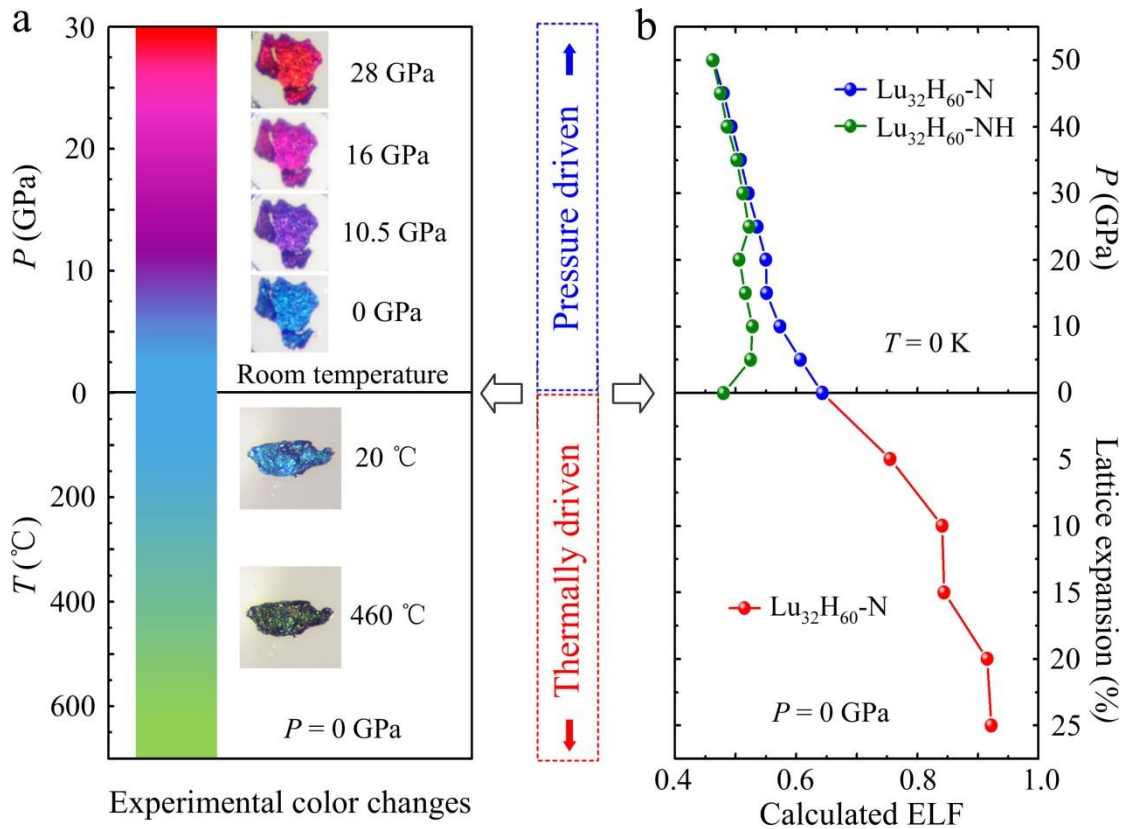 a
30
20
10
0
P (GPa)
28 GPa
16 GPa
10.5 GPa
0 GPa
Room temperature
200
400
600
T (℃)
20 ℃
460 ℃
P = 0 GPa
Experimental color changes
Pressure driven
Thermally driven
b
Lu₃₂H₆₀-N
Lu₃₂H₆₀-NH
T = 0 K
50
40
30
20
10
0
P (GPa)
Lu₃₂H₆₀-N
P = 0 GPa
5
10
15
20
25
Lattice expansion (%)
0.4 0.6 0.8 1.0
Calculated ELF